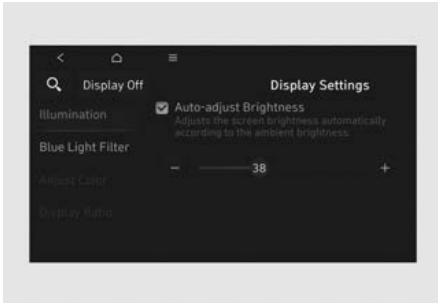 Display Off
Display Settings
Illumination
Auto-adjust Brightness
Adjusts the screen brightness automatically
according to the ambient brightness.
Blue Light Filter
38
Adjust Color
Display Ratio